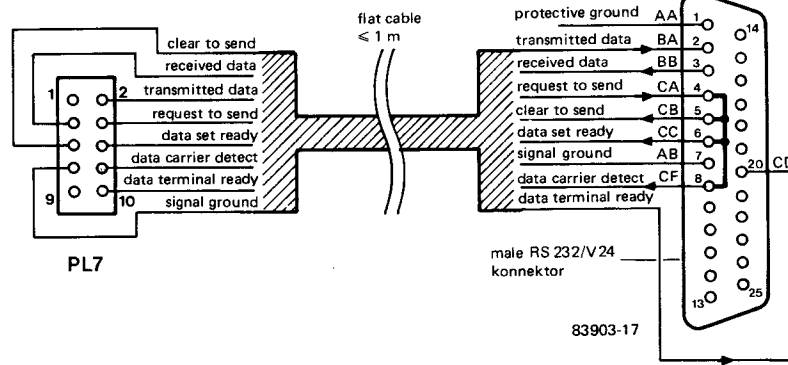 flat cable
≤ 1 m
clear to send
received data
transmitted data
request to send
data set ready
data carrier detect
data terminal ready
signal ground
1
2
9
10
PL7
protective ground AA 1
transmitted data BA 2
received data BB 3
request to send CA 4
clear to send CB 5
data set ready CC 6
signal ground AB 7
data carrier detect CF 8
data terminal ready
14
20 CD
25
13
male RS 232/V24
konnektor
83903-17